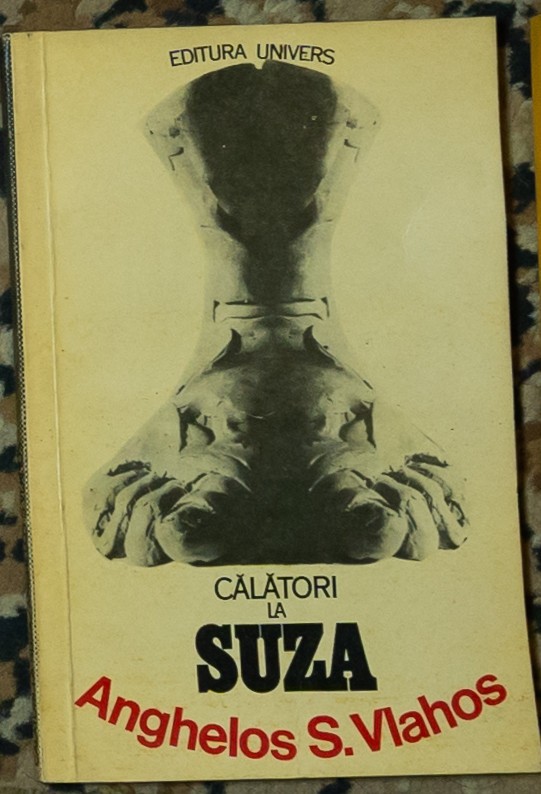 EDITURA UNIVERS
CĂLĂTORI
LA
SUZA
Anghelos S. Vlahos